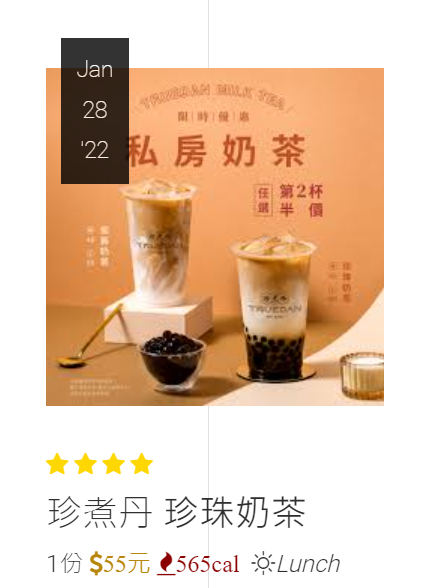 Jan
28
'22
TRUEDAN MILK TEA
限時優惠
私房奶茶
任選
第2杯
半價
TRUEDAN
TRUEDAN
珍煮丹 珍珠奶茶
1份 $55元 565cal Lunch